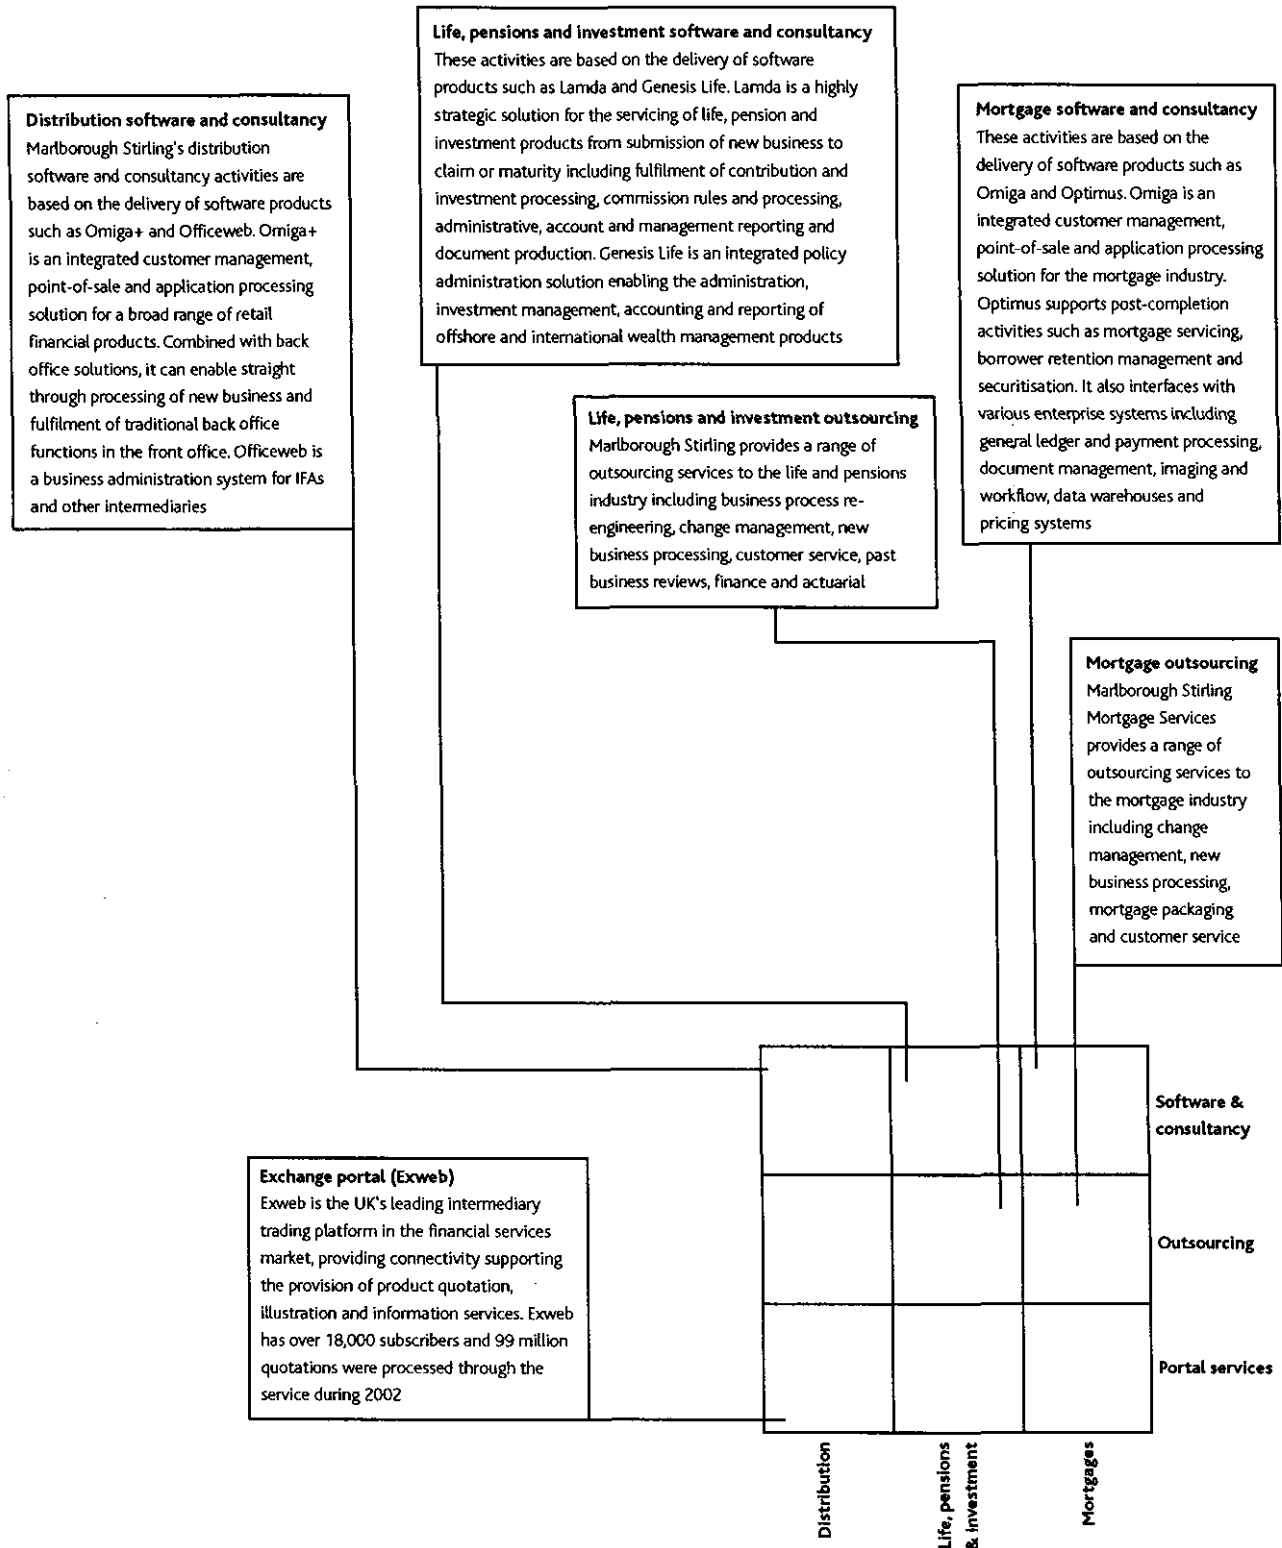 Life, pensions and investment software and consultancy
These activities are based on the delivery of software
products such as Lamda and Genesis Life. Lamda is a highly
strategic solution for the servicing of life, pension and
investment products from submission of new business to
claim or maturity including fulfilment of contribution and
investment processing, commission rules and processing,
administrative, account and management reporting and
document production. Genesis Life is an integrated policy
administration solution enabling the administration,
investment management, accounting and reporting of
offshore and international wealth management products
Distribution software and consultancy
Marlborough Stirling's distribution
software and consultancy activities are
based on the delivery of software products
such as Omiga+ and Officeweb. Omiga+
is an integrated customer management,
point-of-sale and application processing
solution for a broad range of retail
financial products. Combined with back
office solutions, it can enable straight
through processing of new business and
fulfilment of traditional back office
functions in the front office. Officeweb is
a business administration system for IFAs
and other intermediaries
Mortgage software and consultancy
These activities are based on the
delivery of software products such as
Omiga and Optimus. Omiga is an
integrated customer management,
point-of-sale and application processing
solution for the mortgage industry.
Optimus supports post-completion
activities such as mortgage servicing,
borrower retention management and
securitisation. It also interfaces with
various enterprise systems including
general ledger and payment processing,
document management, imaging and
workflow, data warehouses and
pricing systems
Life, pensions and investment outsourcing
Marlborough Stirling provides a range of
outsourcing services to the life and pensions
industry including business process re-
engineering, change management, new
business processing, customer service, past
business reviews, finance and actuarial
Mortgage outsourcing
Marlborough Stirling
Mortgage Services
provides a range of
outsourcing services to
the mortgage industry
including change
management, new
business processing,
mortgage packaging
and customer service
Exchange portal (Exweb)
Exweb is the UK's leading intermediary
trading platform in the financial services
market, providing connectivity supporting
the provision of product quotation,
illustration and information services. Exweb
has over 18,000 subscribers and 99 million
quotations were processed through the
service during 2002
Software &
consultancy
Outsourcing
Portal services
Distribution
Life, pensions
& investment
Mortgages